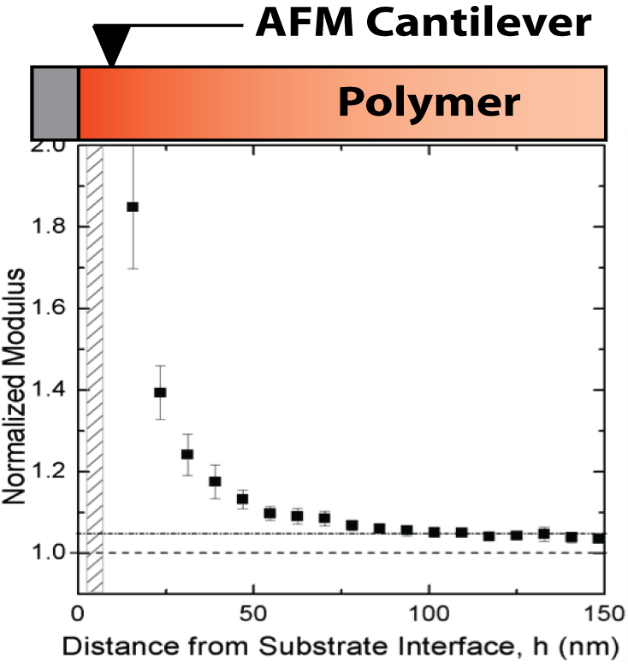 AFM Cantilever
Polymer
2.0
1.8
1.6
1.4
1.2
1.0
Normalized Modulus
0 50 100 150
Distance from Substrate Interface, h (nm)